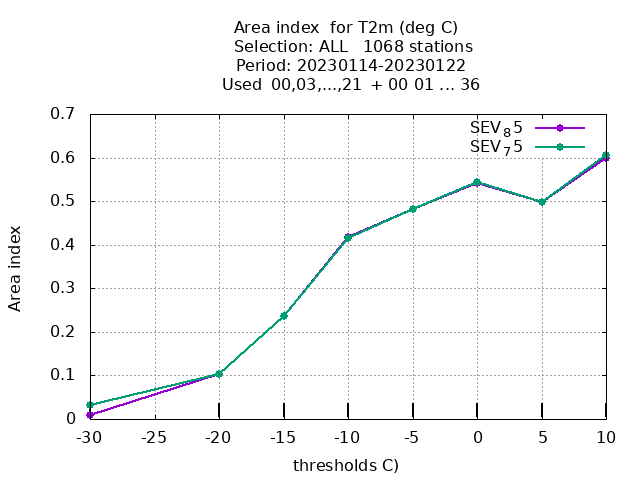 Area index  for T2m (deg C)
Selection: ALL   1068 stations
Period: 20230114-20230122
Used  00,03,...,21  + 00 01 ... 36
SEV₈5
SEV₇5
0.7
0.6
0.5
0.4
0.3
0.2
0.1
0
Area index
-30 -25 -20 -15 -10 -5 0 5 10
thresholds C)